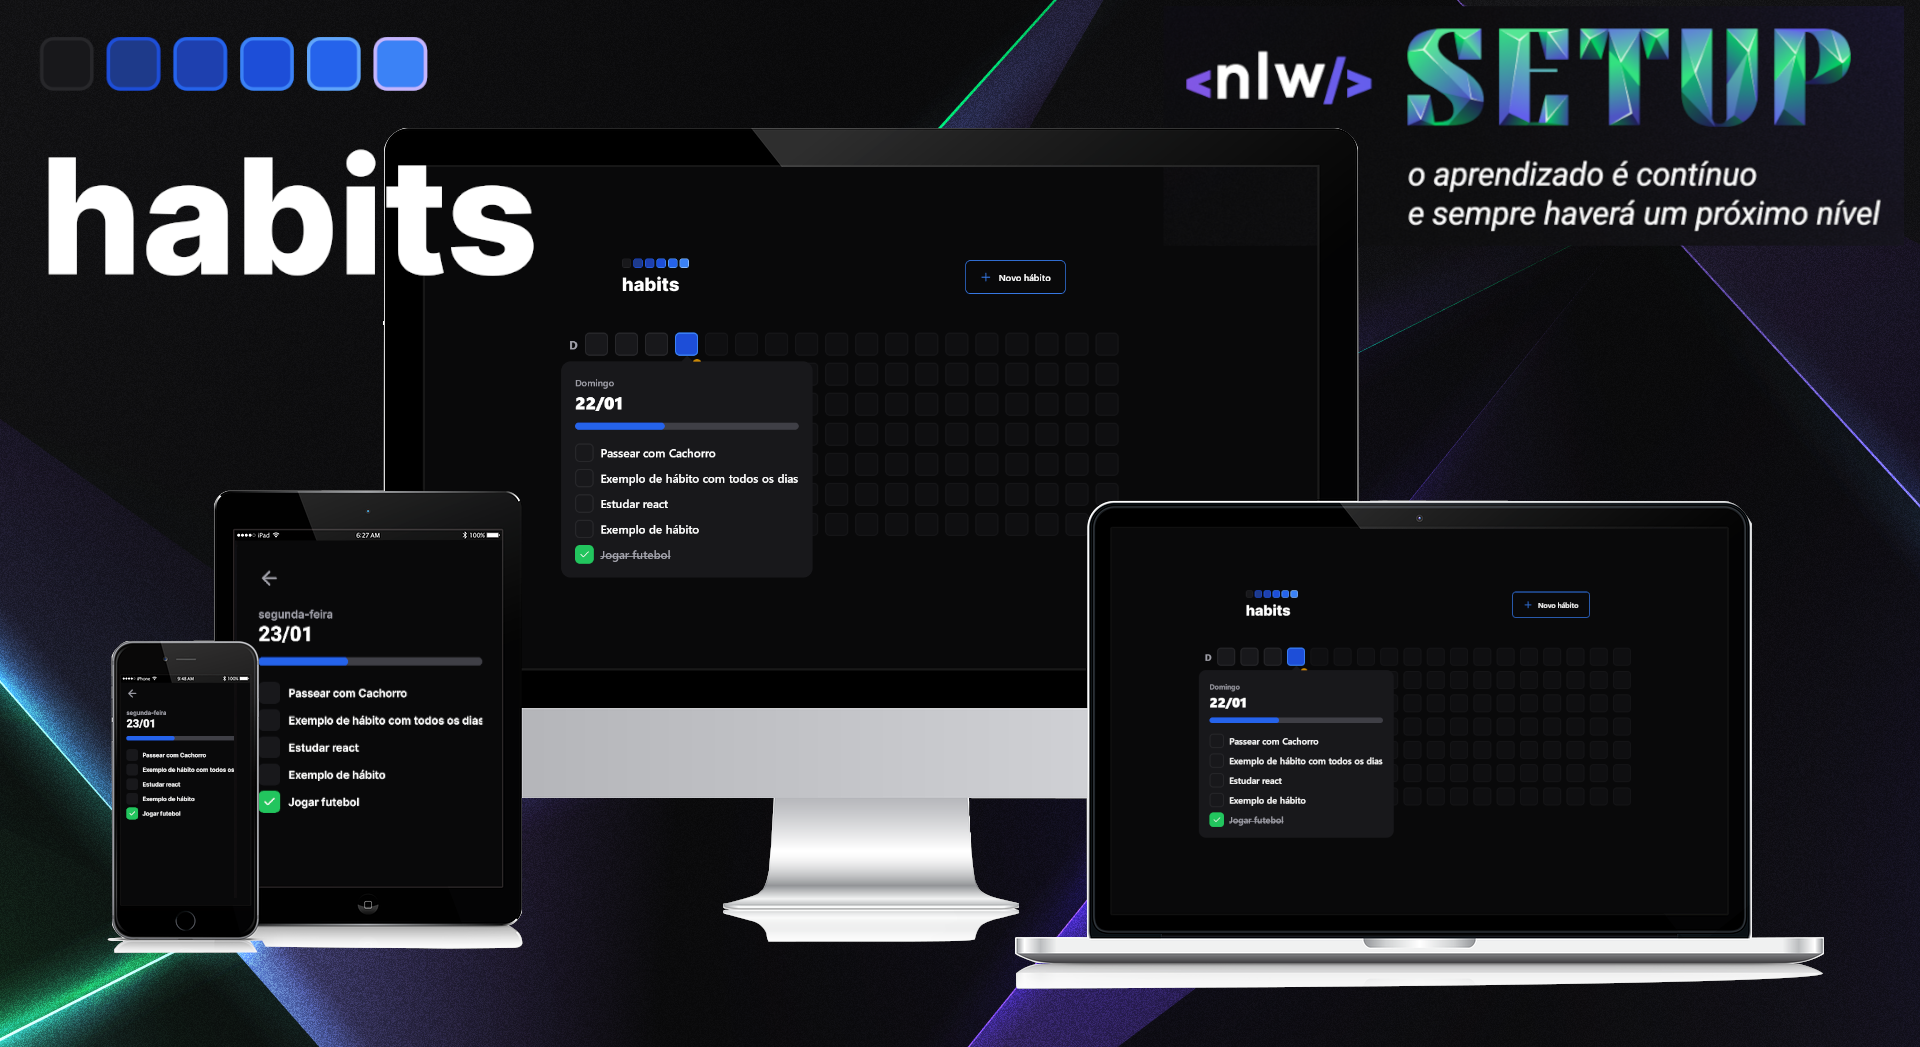 habits
<nlw/>
SETUP
o aprendizado é contínuo
e sempre haverá um próximo nível
habits
+ Novo hábito
D
Domingo
22/01
Passear com Cachorro
Exemplo de hábito com todos os dias
Estudar react
Exemplo de hábito
Jogar futebol
iPad
6:27 AM
100%
segunda-feira
23/01
Passear com Cachorro
Exemplo de hábito com todos os dias
Estudar react
Exemplo de hábito
Jogar futebol
iPhone
9:48 AM
100%
segunda-feira
23/01
Passear com Cachorro
Exemplo de hábito com todos os
Estudar react
Exemplo de hábito
Jogar futebol
habits
+ Novo hábito
D
Domingo
22/01
Passear com Cachorro
Exemplo de hábito com todos os dias
Estudar react
Exemplo de hábito
Jogar futebol